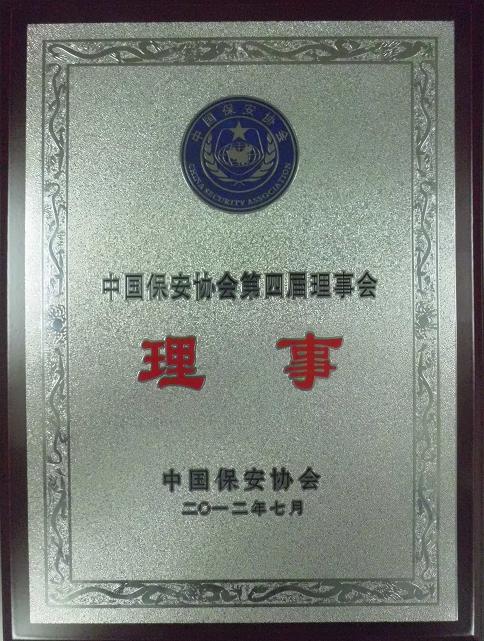 中国保安协会
CHINA SECURITY ASSOCIATION
中国保安协会第四届理事会
理 事
中国保安协会
二〇一二年七月